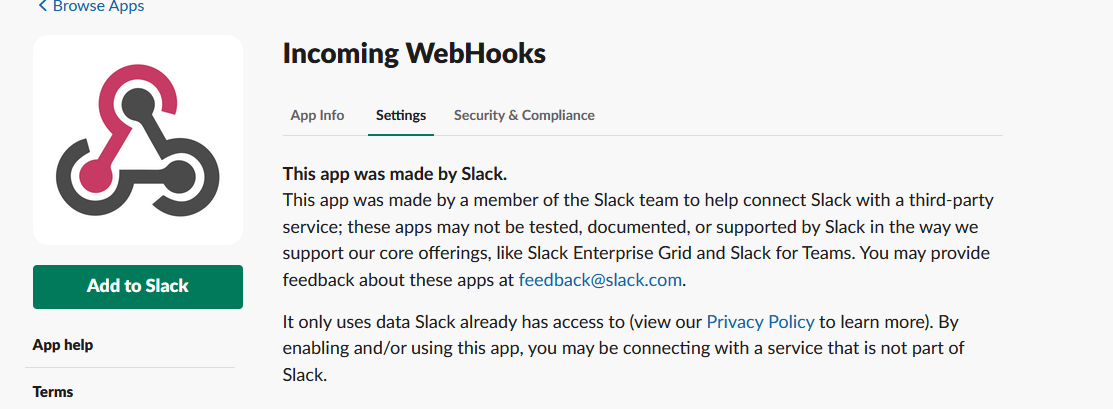 Browse Apps
Incoming WebHooks
App Info Settings Security & Compliance
This app was made by Slack.
This app was made by a member of the Slack team to help connect Slack with a third-party
service; these apps may not be tested, documented, or supported by Slack in the way we
support our core offerings, like Slack Enterprise Grid and Slack for Teams. You may provide
feedback about these apps at feedback@slack.com.
It only uses data Slack already has access to (view our Privacy Policy to learn more). By
enabling and/or using this app, you may be connecting with a service that is not part of
Slack.
Add to Slack
App help
Terms